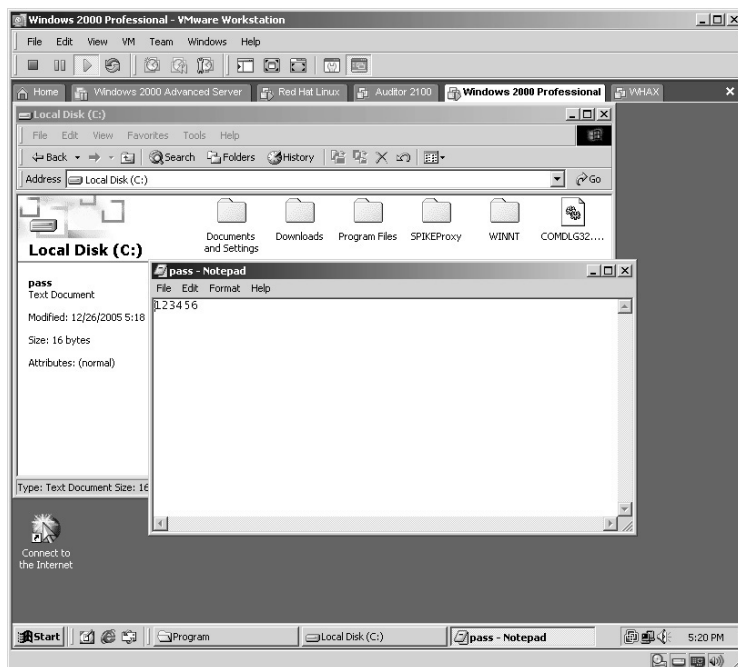 Windows 2000 Professional - VMware Workstation
File Edit View VM Team Windows Help
Home Windows 2000 Advanced Server Red Hat Linux Auditor 2100 Windows 2000 Professional WHAX
Local Disk (C:)
File Edit View Favorites Tools Help
Back Search Folders History
Address Local Disk (C:) Go
Local Disk (C:)
Documents and Settings
Downloads
Program Files
SPIKEProxy
WINNT
COMDLG32....
pass
Text Document
Modified: 12/26/2005 5:18
Size: 16 bytes
Attributes: (normal)
Type: Text Document Size: 16
pass - Notepad
File Edit Format Help
123456
Connect to
the Internet
Start Program Local Disk (C:) pass - Notepad 5:20 PM